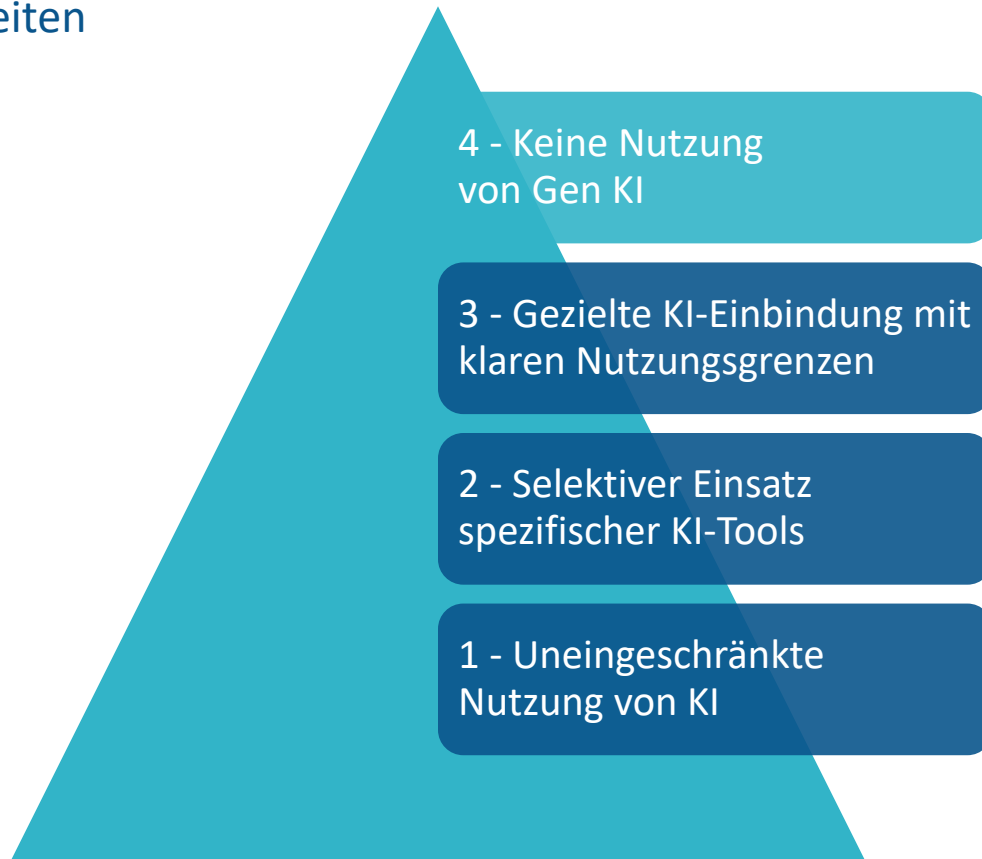 eiten
4 - Keine Nutzung
von Gen KI
3 - Gezielte KI-Einbindung mit
klaren Nutzungsgrenzen
2 - Selektiver Einsatz
spezifischer KI-Tools
1 - Uneingeschränkte
Nutzung von KI